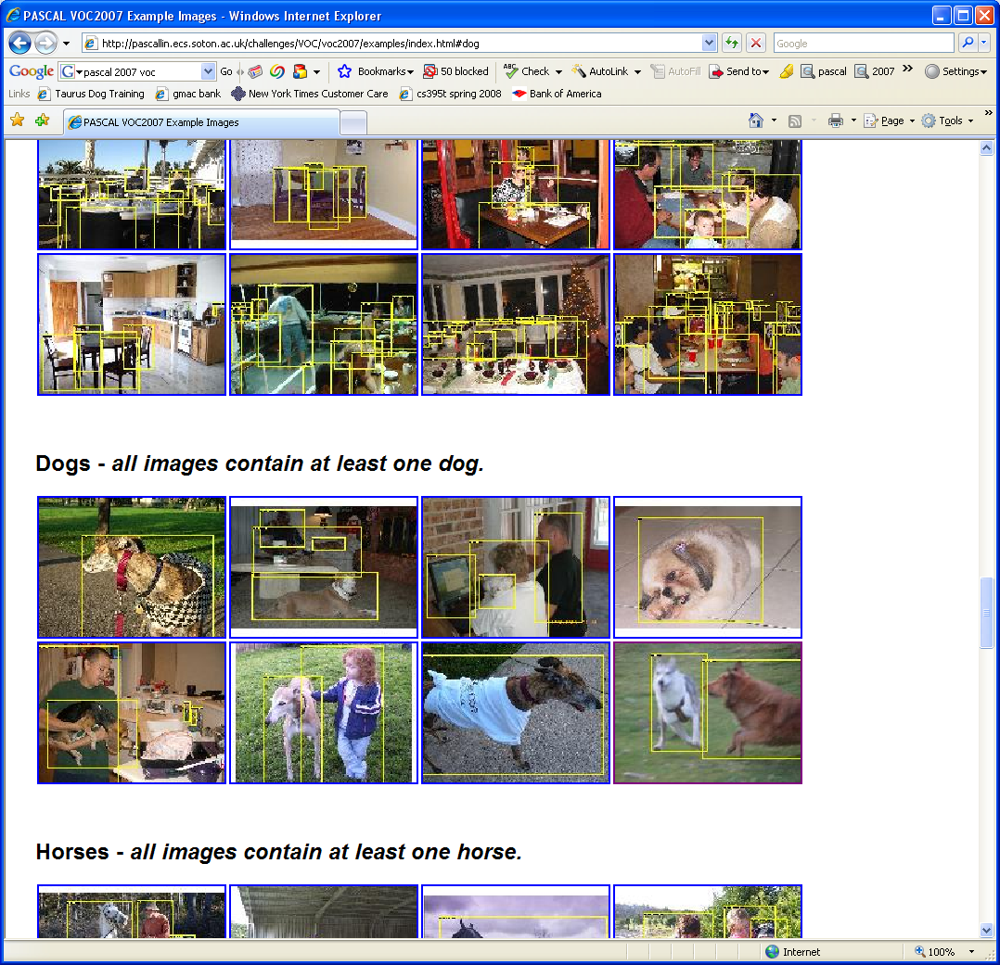 PASCAL VOC2007 Example Images - Windows Internet Explorer
http://pascallin.ecs.soton.ac.uk/challenges/VOC/voc2007/examples/index.html#dog
Google
Google G pascal 2007 voc Go Bookmarks 50 blocked ABC Check AutoLink AutoFill Send to pascal 2007 » Settings
Links Taurus Dog Training gmac bank New York Times Customer Care cs395t spring 2008 Bank of America
PASCAL VOC2007 Example Images Page Tools »
Dogs - all images contain at least one dog.
Horses - all images contain at least one horse.
Internet 100%